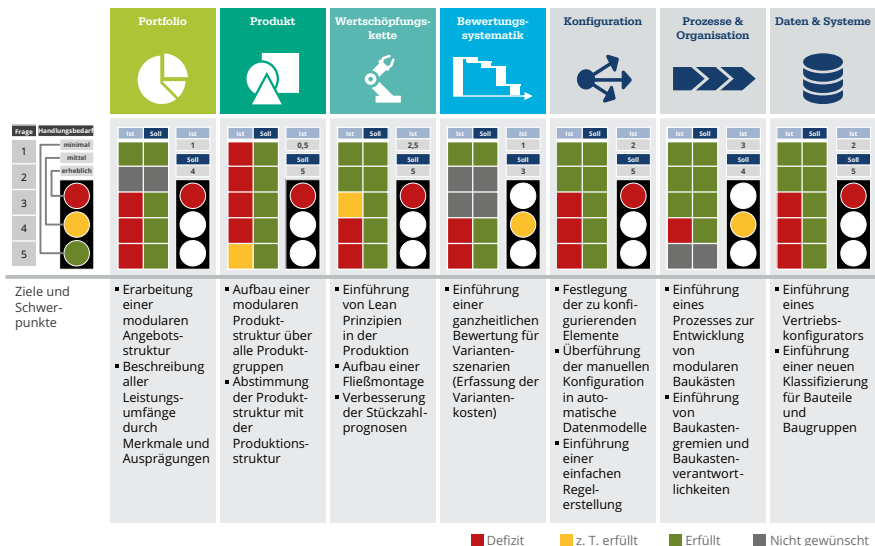 Portfolio
Produkt
Wertschöpfungs-
kette
Bewertungs-
systematik
Konfiguration
Prozesse &
Organisation
Daten & Systeme
Frage
Handlungsbedarf
1
2
3
4
5
minimal
mittel
erheblich
Ist Soll Ist
1
Soll
4
Ist Soll Ist
0,5
Soll
5
Ist Soll Ist
2,5
Soll
5
Ist Soll Ist
1
Soll
3
Ist Soll Ist
2
Soll
5
Ist Soll Ist
3
Soll
4
Ist Soll Ist
2
Soll
5
Ziele und
Schwer-
punkte
▪ Erarbeitung
einer
modularen
Angebots-
struktur
▪ Beschreibung
aller
Leistungs-
umfänge
durch
Merkmale und
Ausprägungen
▪ Aufbau einer
modularen
Produkt-
struktur über
alle Produkt-
gruppen
▪ Abstimmung
der Produkt-
struktur mit
der
Produktions-
struktur
▪ Einführung
von Lean
Prinzipien
in der
Produktion
▪ Aufbau einer
Fließmontage
▪ Verbesserung
der Stückzahl-
prognosen
▪ Einführung
einer
ganzheitlichen
Bewertung für
Varianten-
szenarien
(Erfassung der
Varianten-
kosten)
▪ Festlegung
der zu konfi-
gurierenden
Elemente
▪ Überführung
der manuellen
Konfiguration
in auto-
matische
Datenmodelle
▪ Einführung
einer
einfachen
Regel-
erstellung
▪ Einführung
eines
Prozesses zur
Entwicklung
von
modularen
Baukästen
▪ Einführung
von
Baukasten-
gremien und
Baukasten-
verantwort-
lichkeiten
▪ Einführung
eines
Vertriebs-
konfigurators
▪ Einführung
einer neuen
Klassifizierung
für Bauteile
und
Baugruppen
Defizit
z. T. erfüllt
Erfüllt
Nicht gewünscht